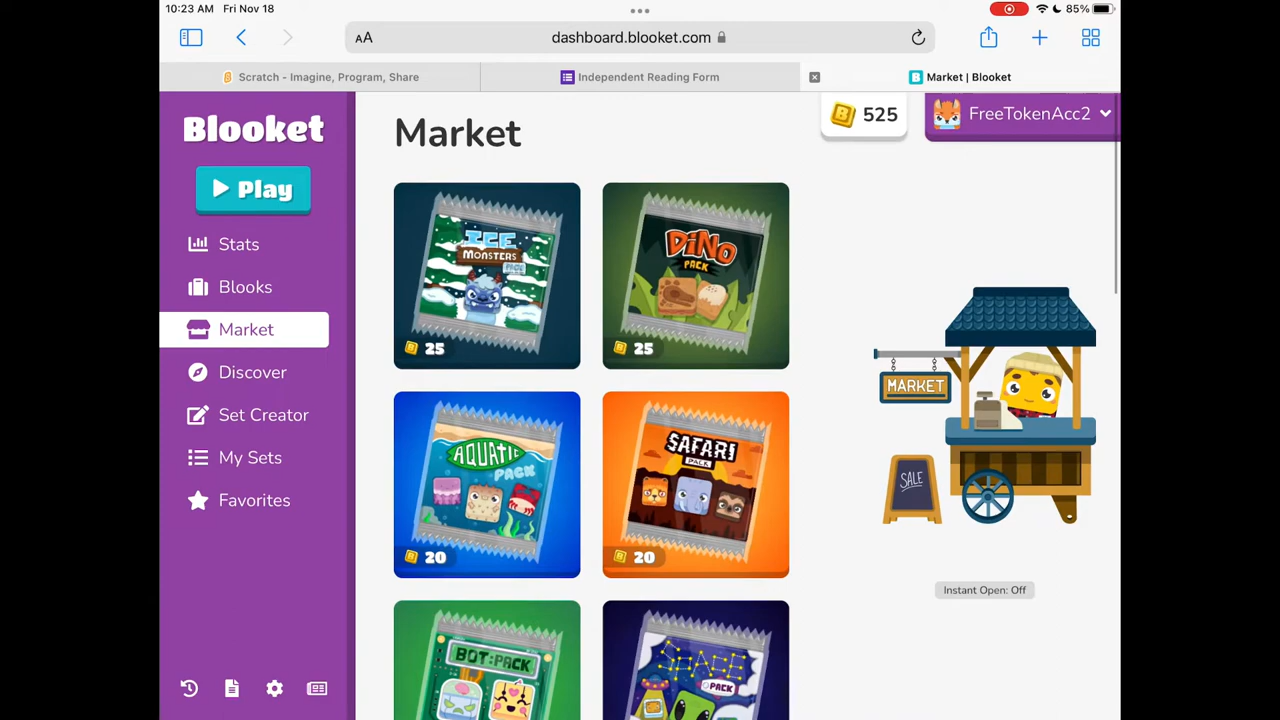 10:23 AM Fri Nov 18
85%
AA
dashboard.blooket.com
Scratch - Imagine, Program, Share
Independent Reading Form
Market | Blooket
Blooket
Play
Stats
Blooks
Market
Discover
Set Creator
My Sets
Favorites
Market
525
FreeTokenAcc2
ICE
MONSTERS
PACK
25
DINO
PACK
25
AQUATIC
PACK
20
SAFARI
PACK
20
BOT:PACK
SPACE
PACK
MARKET
SALE
Instant Open: Off